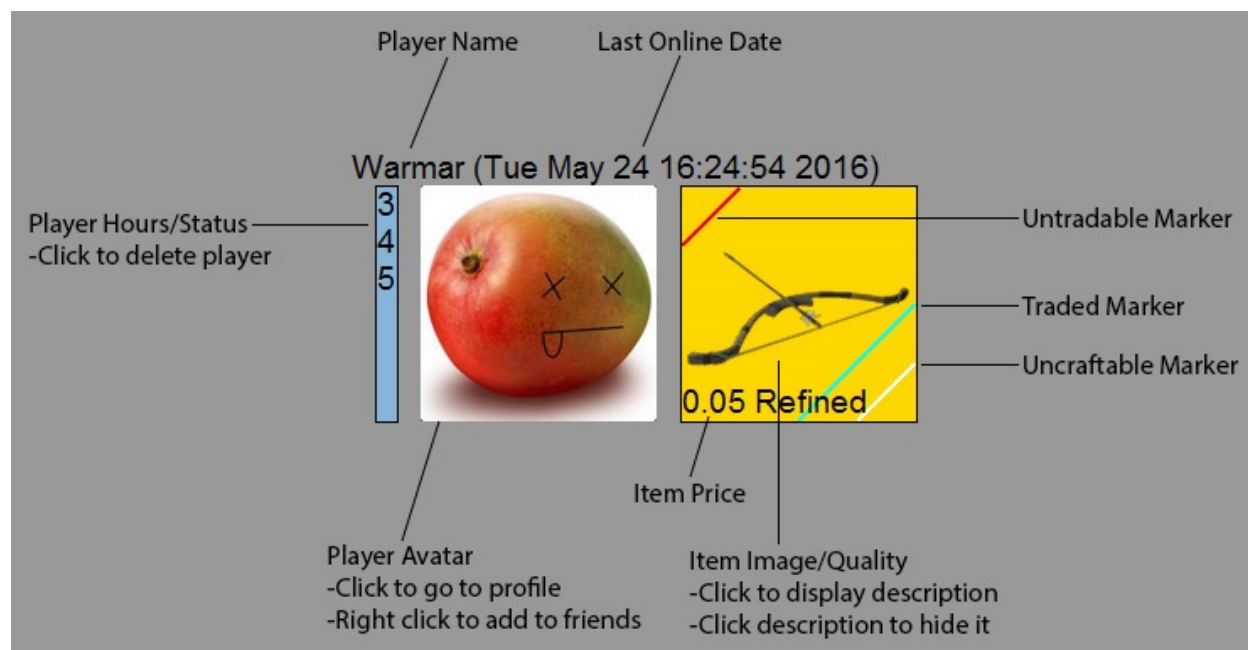 Player Name
Last Online Date
Warmar (Tue May 24 16:24:54 2016)
Player Hours/Status
-Click to delete player
3
4
5
Untradable Marker
Traded Marker
Uncraftable Marker
0.05 Refined
Item Price
Player Avatar
-Click to go to profile
-Right click to add to friends
Item Image/Quality
-Click to display description
-Click description to hide it